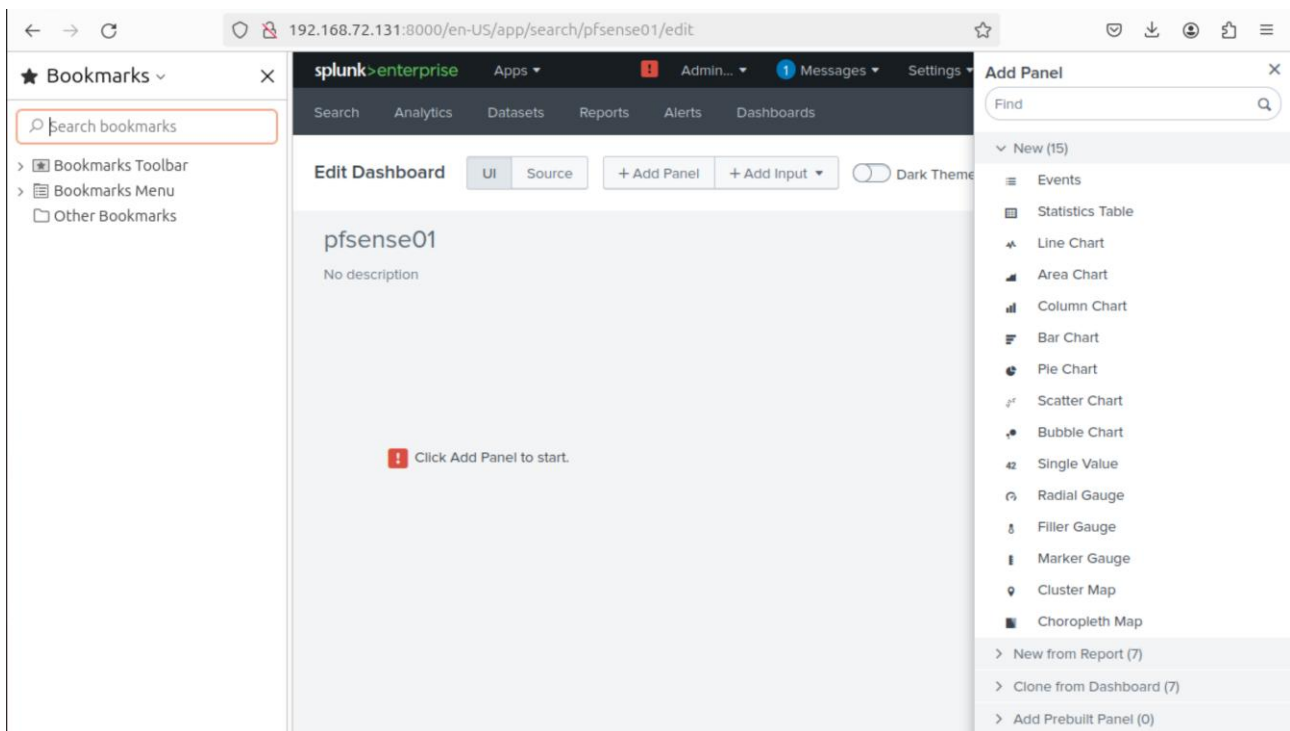 192.168.72.131:8000/en-US/app/search/pfsense01/edit
Bookmarks
Search bookmarks
Bookmarks Toolbar
Bookmarks Menu
Other Bookmarks
splunk>enterprise Apps Admin... 1 Messages Settings
Search Analytics Datasets Reports Alerts Dashboards
Edit Dashboard UI Source + Add Panel + Add Input Dark Theme
pfsense01
No description
! Click Add Panel to start.
Add Panel
Find
New (15)
Events
Statistics Table
Line Chart
Area Chart
Column Chart
Bar Chart
Pie Chart
Scatter Chart
Bubble Chart
42 Single Value
Radial Gauge
Filler Gauge
Marker Gauge
Cluster Map
Choropleth Map
New from Report (7)
Clone from Dashboard (7)
Add Prebuilt Panel (0)